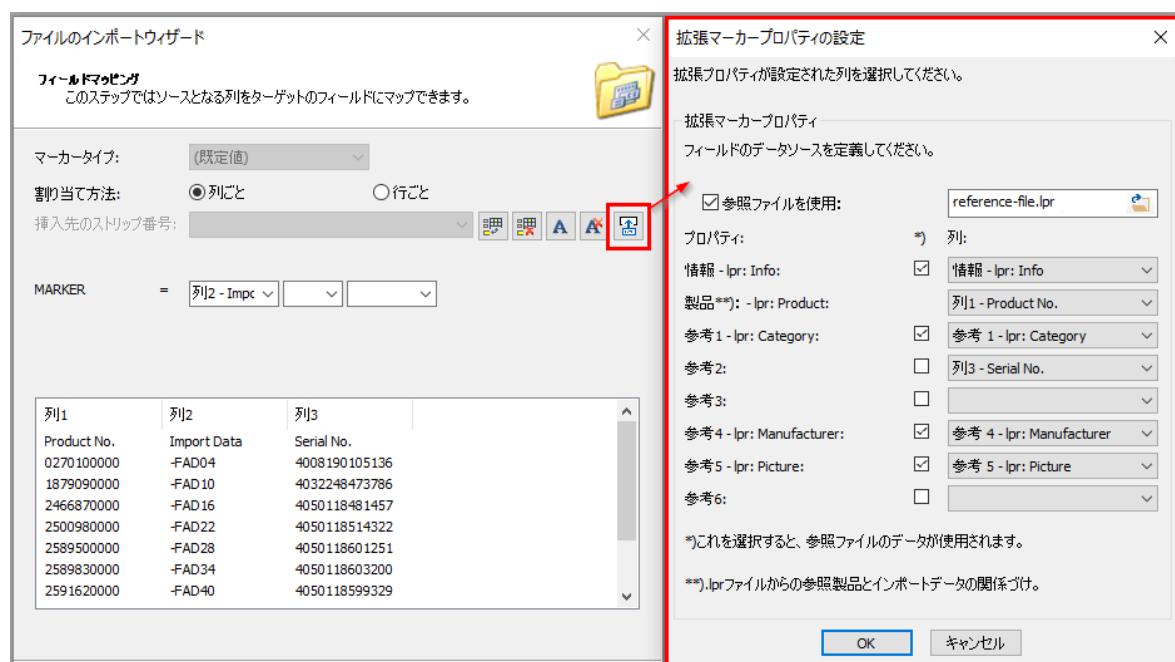 ファイルのインポートウィザード
フィールドマッピング
このステップではソースとなる列をターゲットのフィールドにマップできます。
マーカータイプ: (既定値)
割り当て方法: 列ごと 行ごと
挿入先のストリップ番号:
MARKER = 列2 - Impc
列1 列2 列3
Product No. Import Data Serial No.
0270100000 -FAD04 4008190105136
1879090000 -FAD10 4032248473786
2466870000 -FAD16 4050118481457
2500980000 -FAD22 4050118514322
2589500000 -FAD28 4050118601251
2589830000 -FAD34 4050118603200
2591620000 -FAD40 4050118599329
拡張マーカープロパティの設定
拡張プロパティが設定された列を選択してください。
拡張マーカープロパティ
フィールドのデータソースを定義してください。
参照ファイルを使用: reference-file.lpr
プロパティ: *) 列:
情報 - lpr: Info: 情報 - lpr: Info
製品**): - lpr: Product: 列1 - Product No.
参考1 - lpr: Category: 参考 1 - lpr: Category
参考2: 列3 - Serial No.
参考3:
参考4 - lpr: Manufacturer: 参考 4 - lpr: Manufacturer
参考5 - lpr: Picture: 参考 5 - lpr: Picture
参考6:
*)これを選択すると、参照ファイルのデータが使用されます。
**).lprファイルからの参照製品とインポートデータの関係づけ。
OK キャンセル